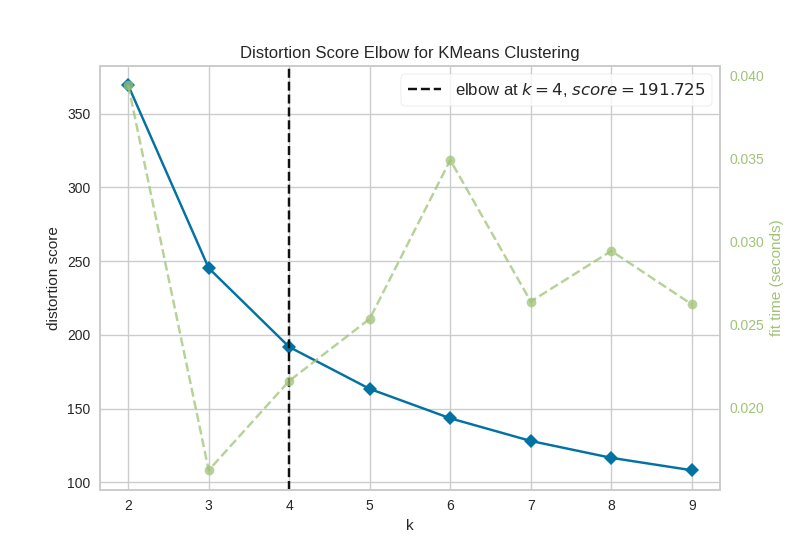 Distortion Score Elbow for KMeans Clustering
elbow at k = 4, score = 191.725
distortion score
350
300
250
200
150
100
0.040
0.035
0.030
0.025
0.020
fit time (seconds)
2 3 4 5 6 7 8 9
k